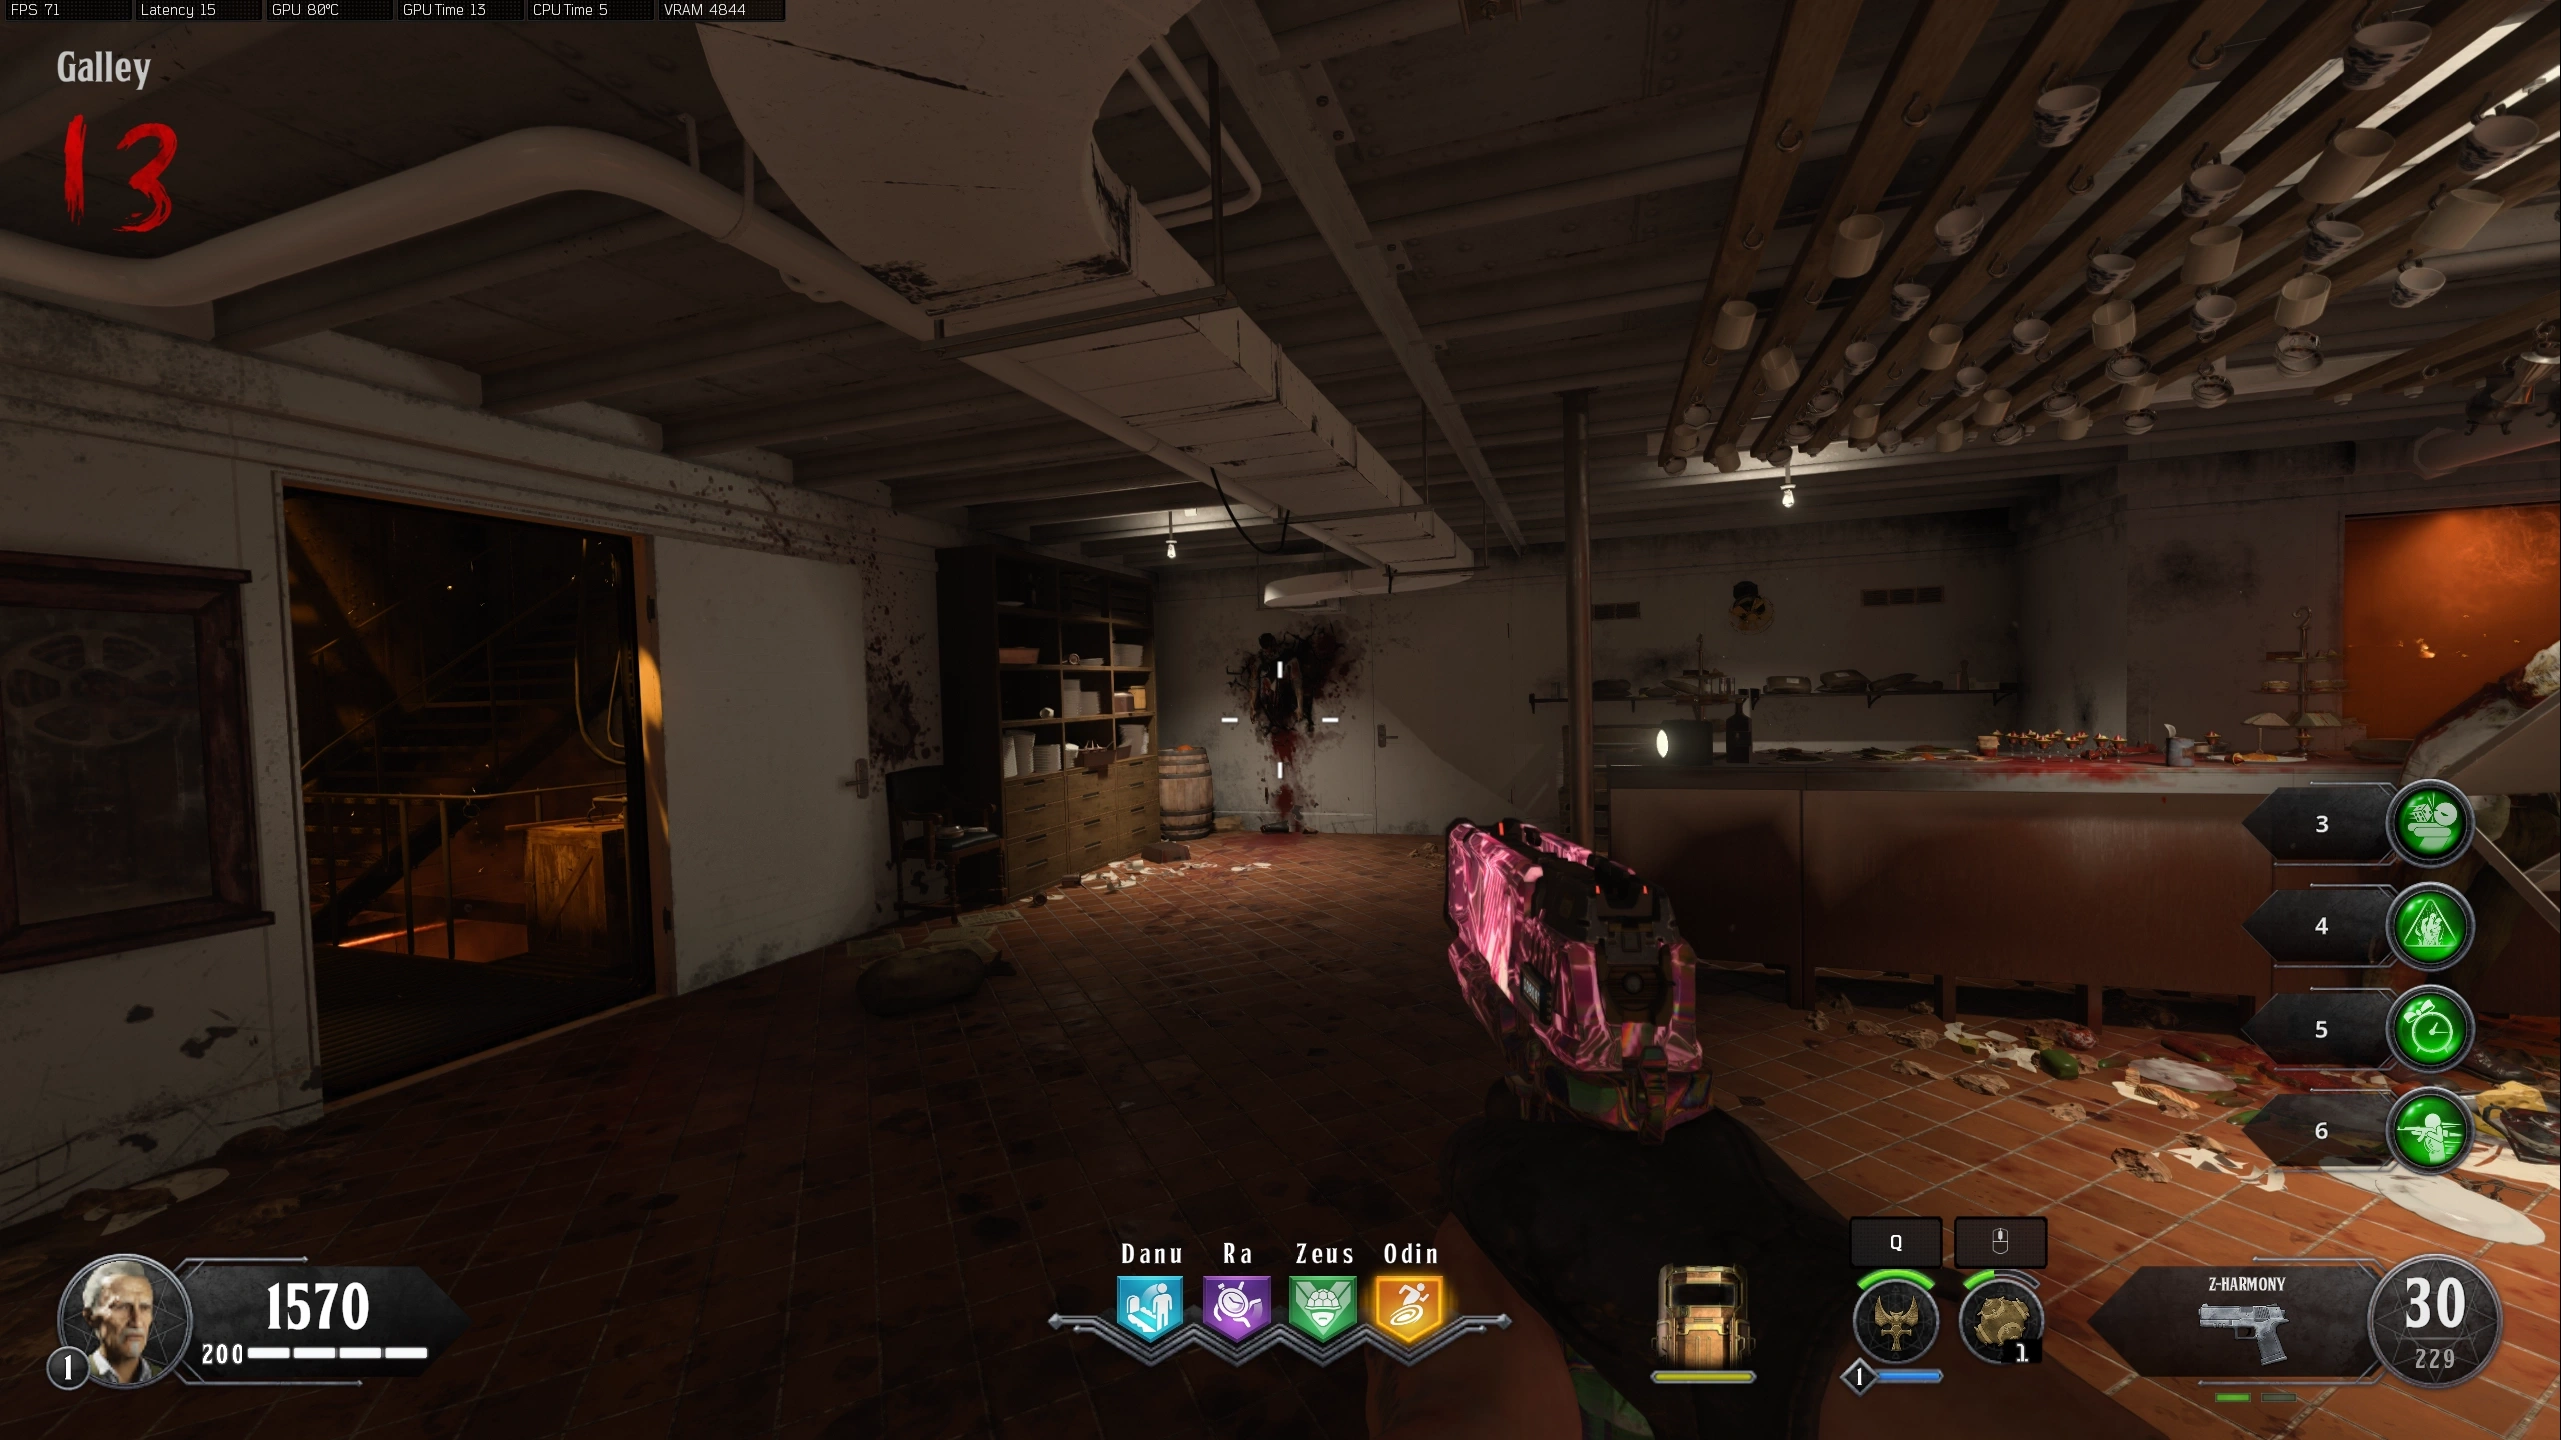 FPS 71 Latency 15 GPU 80°C GPU Time 13 CPU Time 5 VRAM 4844
Galley
13
3
4
5
6
Danu Ra Zeus Odin
Q
1570
200
1
1
1
Z-HARMONY
30
229